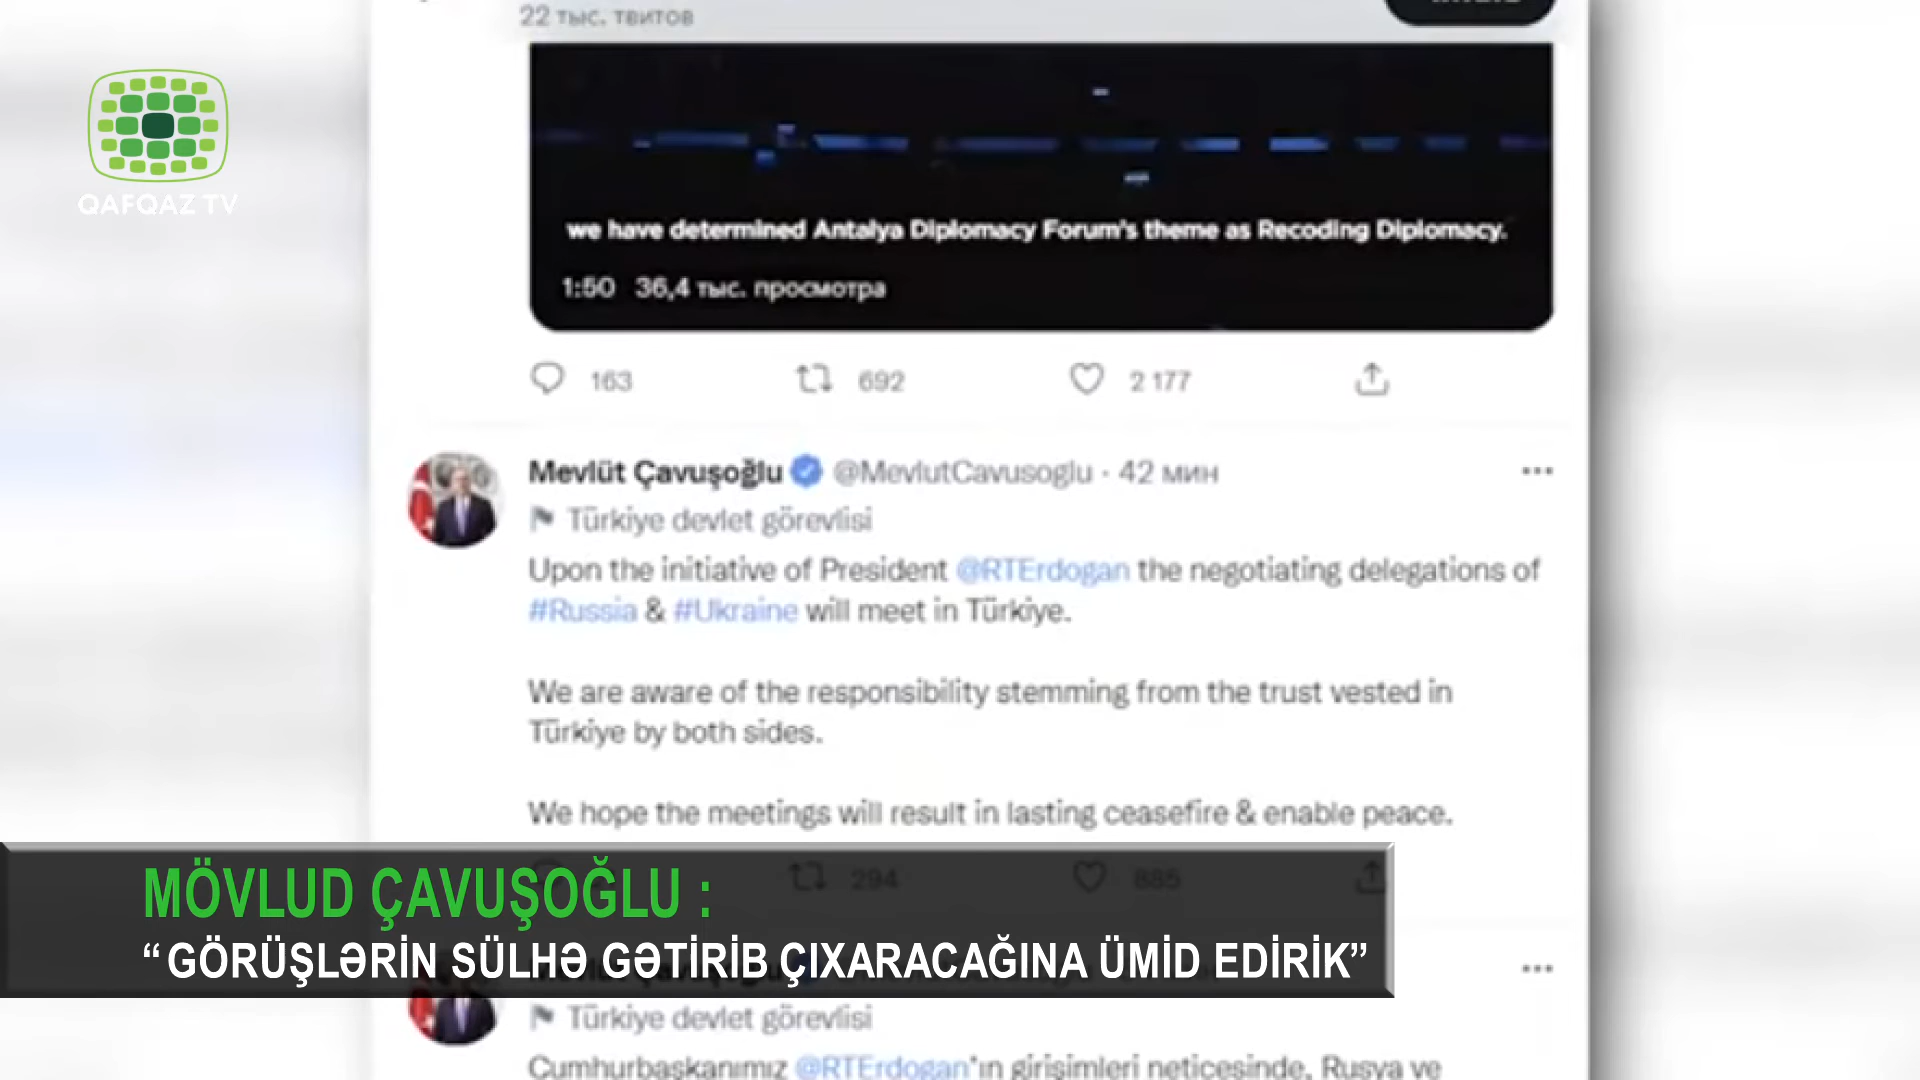 22 тыс. твитов
QAFQAZ TV
we have determined Antalya Diplomacy Forum's theme as Recoding Diplomacy.
1:50 36,4 тыс. просмотра
163 692 2 177
Mevlüt Çavuşoğlu @MevlutCavusoglu · 42 мин
Türkiye devlet görevlisi
Upon the initiative of President @RTErdogan the negotiating delegations of
#Russia & #Ukraine will meet in Türkiye.
We are aware of the responsibility stemming from the trust vested in
Türkiye by both sides.
We hope the meetings will result in lasting ceasefire & enable peace.
294 885
MÖVLUD ÇAVUŞOĞLU :
“ GÖRÜŞLƏRİN SÜLHƏ GƏTİRİB ÇIXARACAĞINA ÜMİD EDİRİK”
Türkiye devlet görevlisi
Cumhurbaşkanımız @RTErdogan'ın girişimleri neticesinde, Rusya ve